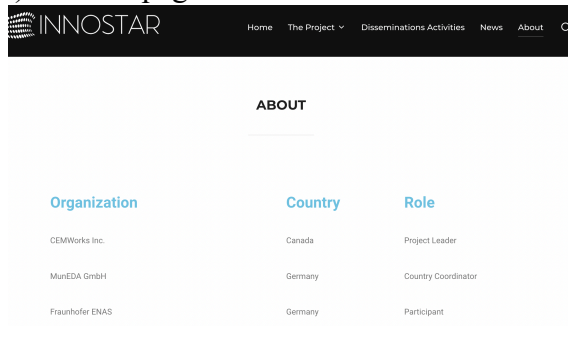 INNOSTAR Home The Project Disseminations Activities News About
ABOUT
Organization Country Role
CEMWorks Inc. Canada Project Leader
MunEDA GmbH Germany Country Coordinator
Fraunhofer ENAS Germany Participant